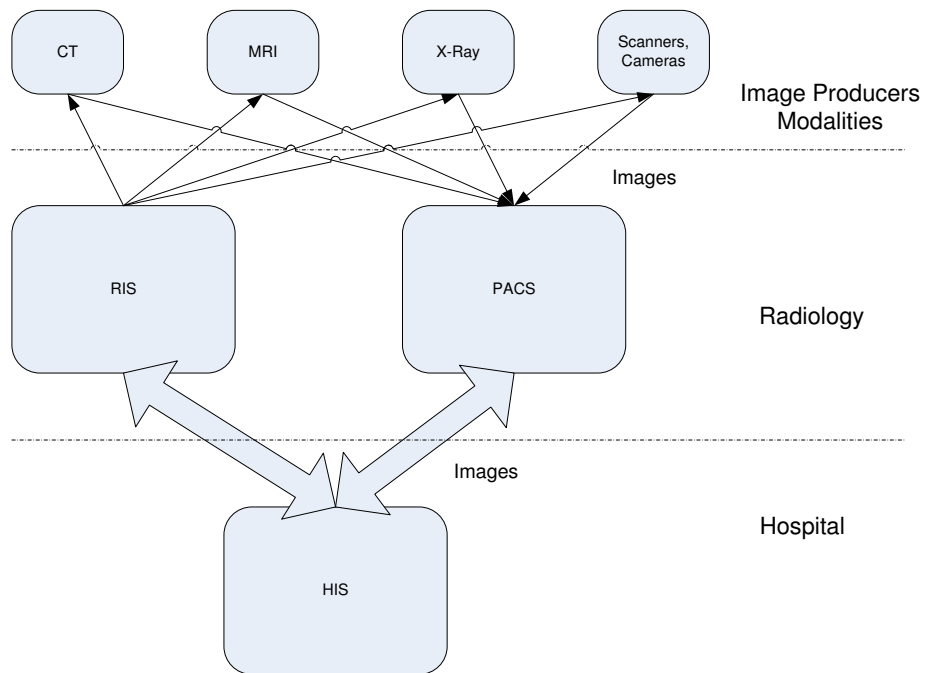 CT
MRI
X-Ray
Scanners,
Cameras
Image Producers
Modalities
Images
RIS
PACS
Radiology
Images
Hospital
HIS